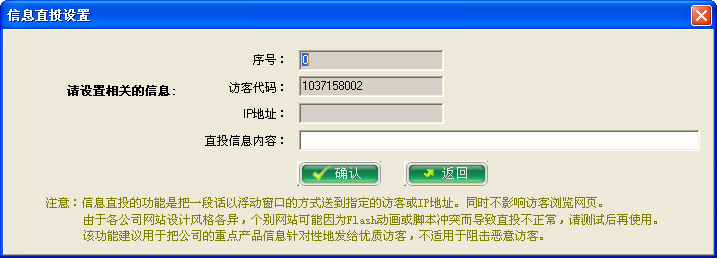 信息直投设置
序号：0
请设置相关的信息：
访客代码：1037158002
IP地址：
直投信息内容：
确认 返回
注意：信息直投的功能是把一段话以浮动窗口的方式送到指定的访客或IP地址。同时不影响访客浏览网页。
由于各公司网站设计风格各异，个别网站可能因为Flash动画或脚本冲突而导致直投不正常，请测试后再使用。
该功能建议用于把公司的重点产品信息针对性地发给优质访客，不适用于阻击恶意访客。